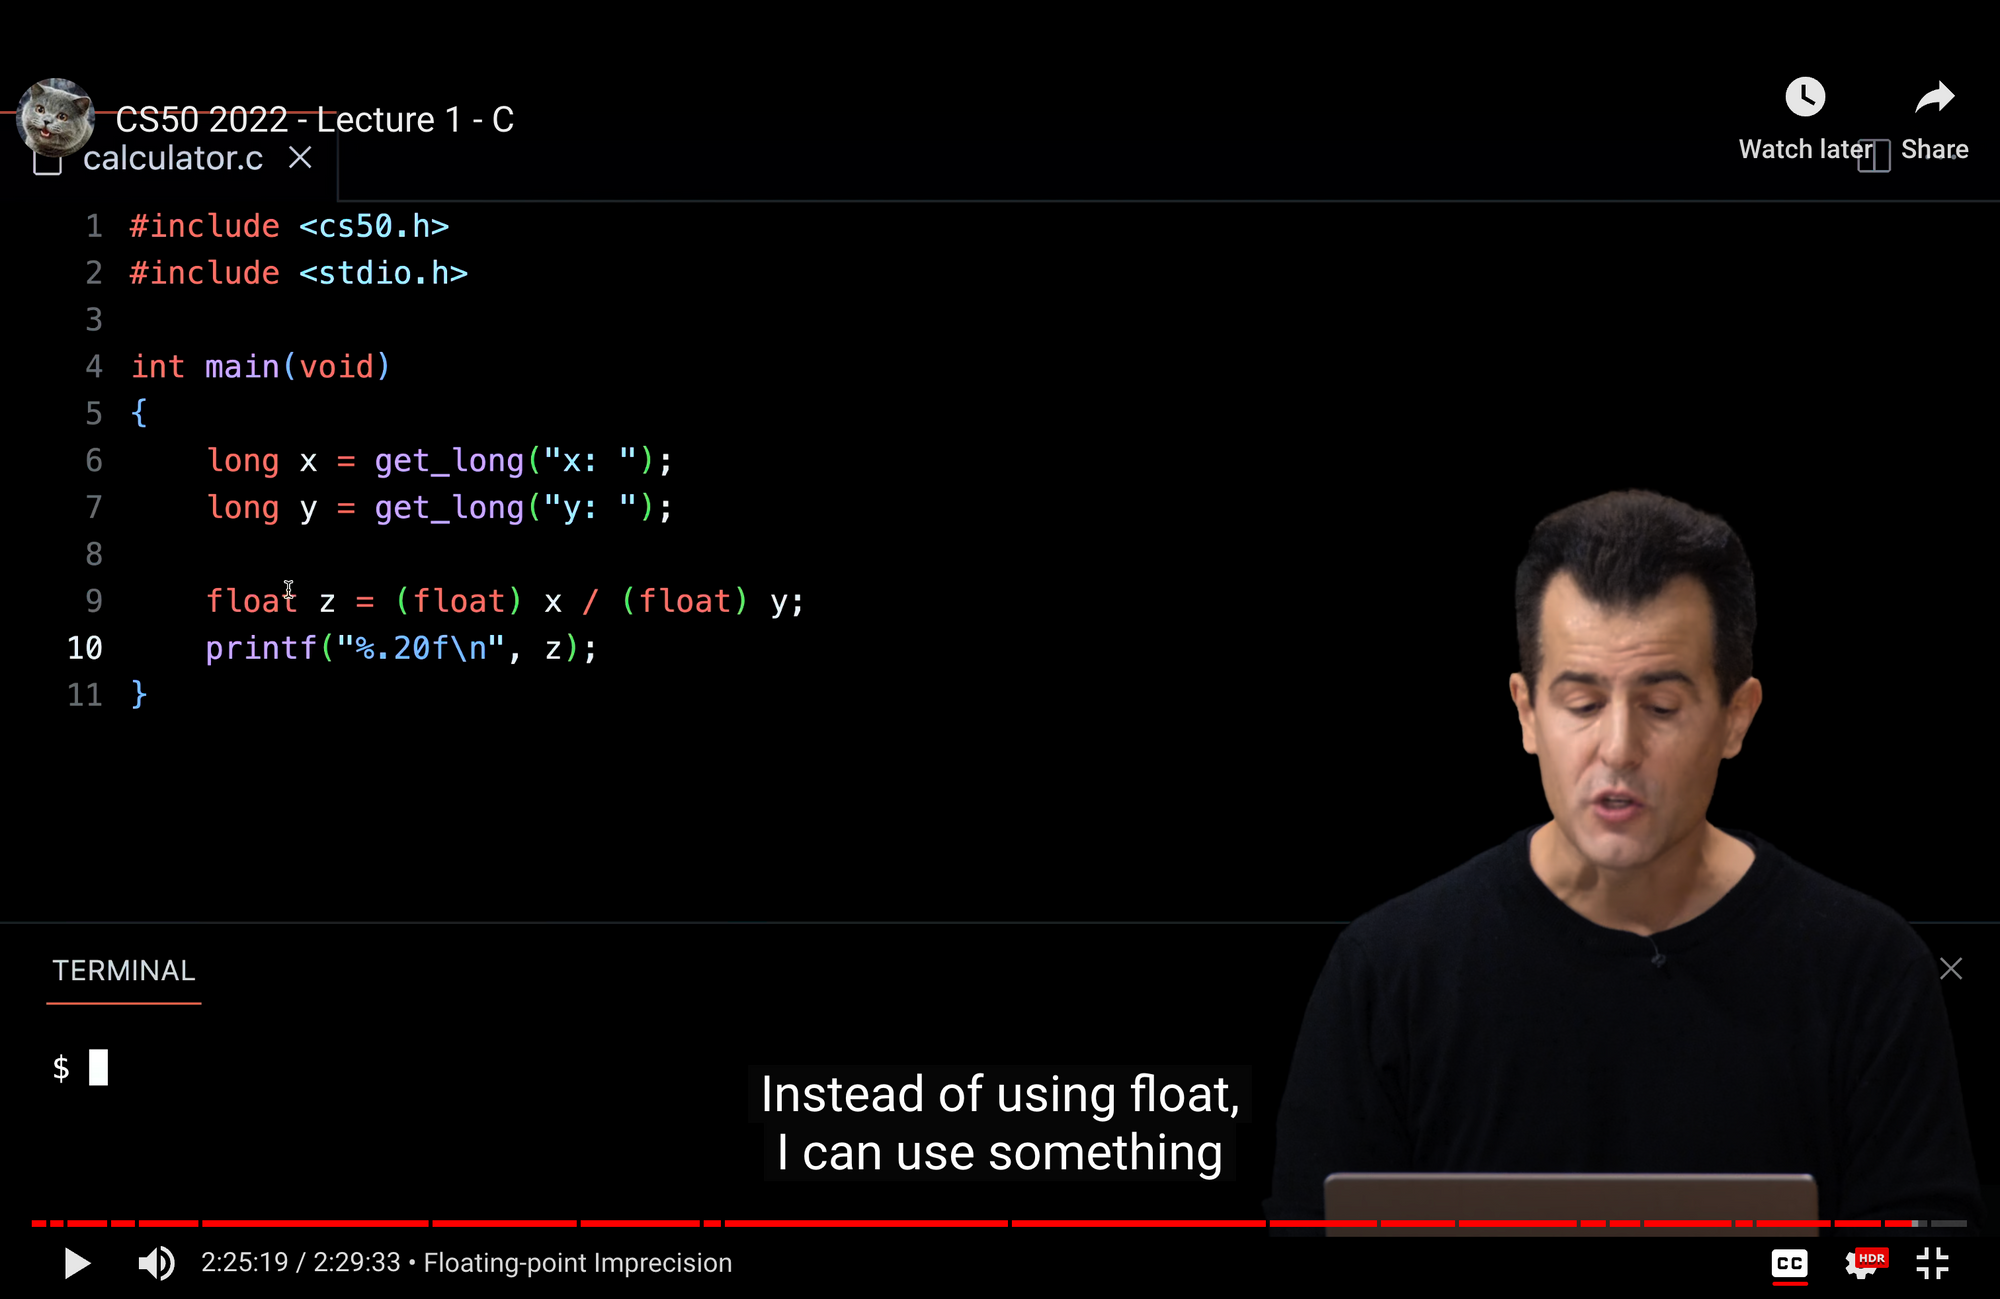 CS50 2022 - Lecture 1 - C
Watch later
Share
calculator.c
1 #include <cs50.h>
2 #include <stdio.h>
3
4 int main(void)
5 {
6     long x = get_long("x: ");
7     long y = get_long("y: ");
8
9     float z = (float) x / (float) y;
10     printf("%.20f\n", z);
11 }
TERMINAL
$
Instead of using float,
I can use something
2:25:19 / 2:29:33 • Floating-point Imprecision
CC
HDR